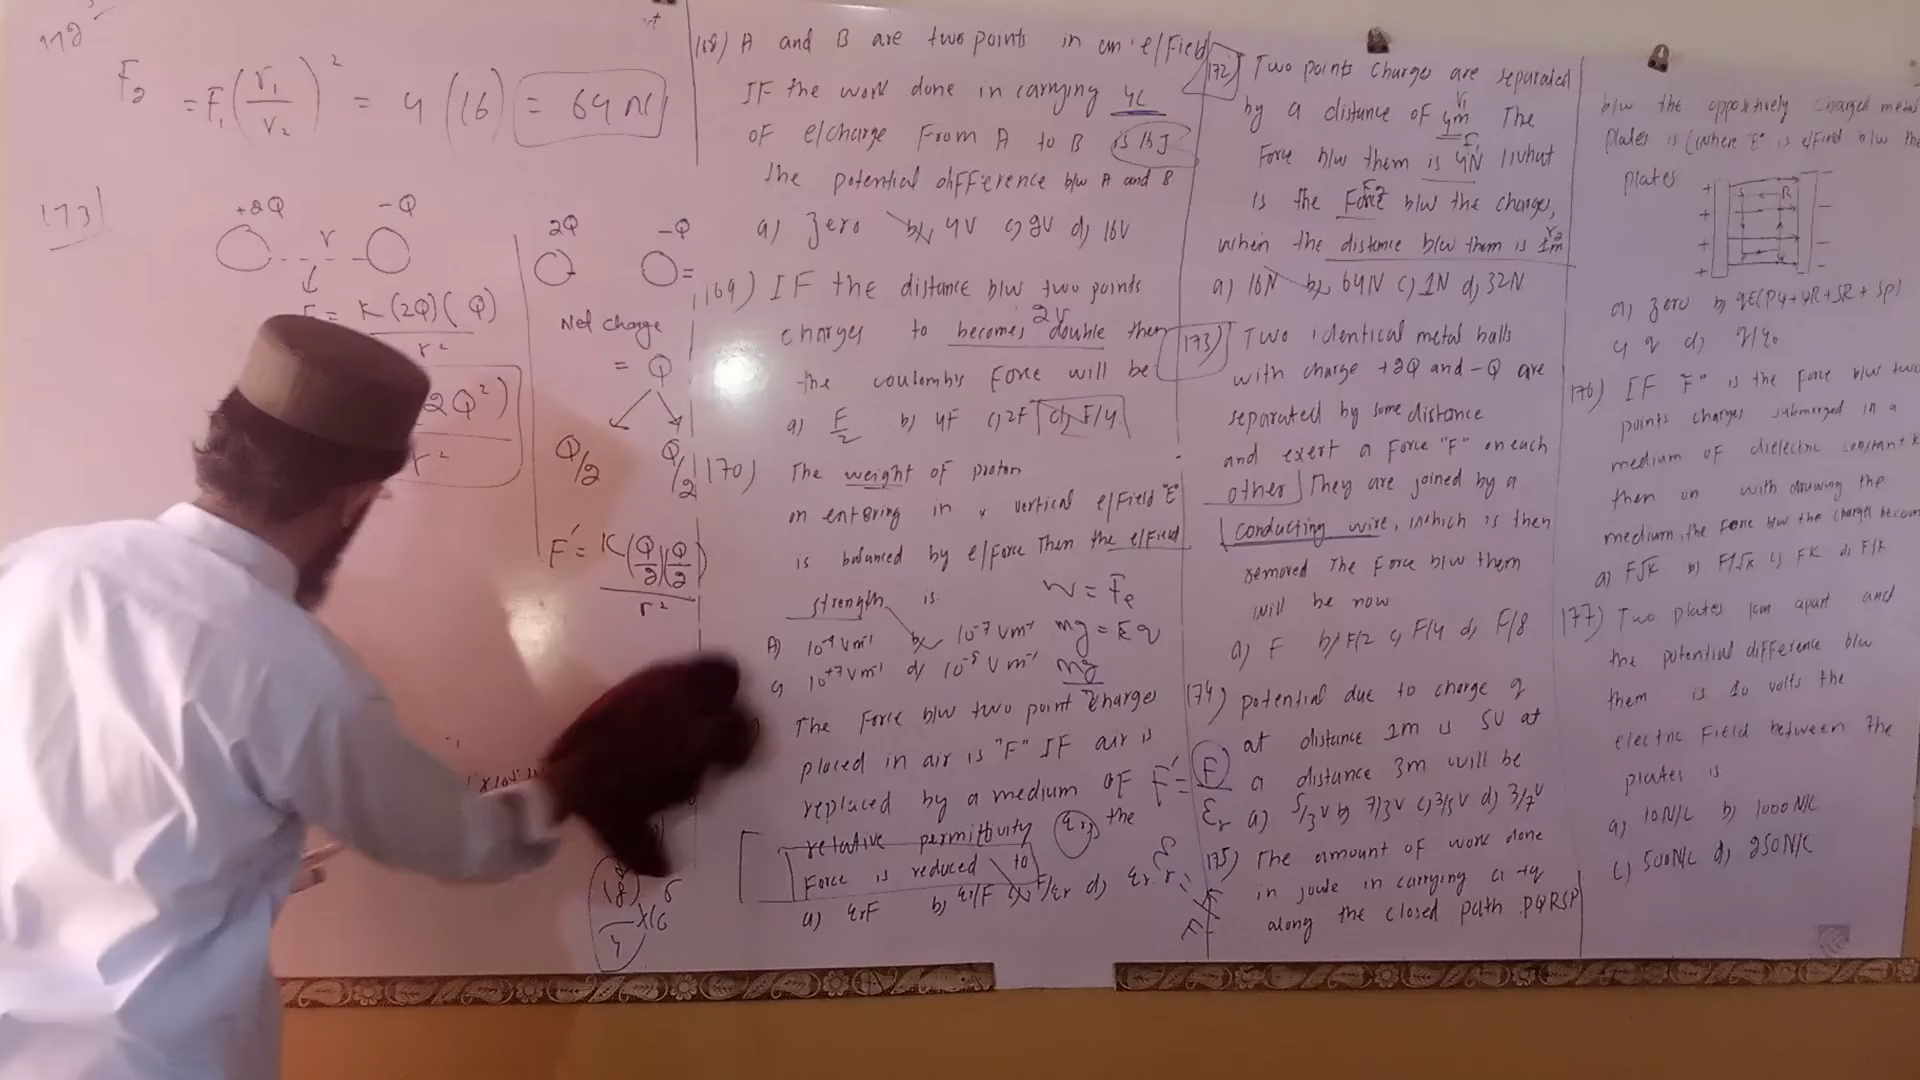 172
F2 = F1 (r1/r2)² = 4 (16) = 64 N
173)
+2Q -Q
r
K(2Q)(Q)
r²
2Q²)
r²
2Q -Q
Net charge
= Q
Q/2 Q/2
F' = K(Q/2)(Q/2)
r²
168) A and B are two points in an e/Field
IF the work done in carrying 4C
OF e/charge From A to B is 16J
The potential difference b/w A and B
a) Zero b) 4V c) 2V d) 16V
169) IF the distance b/w two points
charges to becomes double then
2r
the coulomb's Force will be
a) F/2 b) 4F c) 2F d) F/4
170) The weight OF proton
on entering in vertical e/Field "E"
is balanced by e/Force Then the e/Field
strength is
w = Fe
b) 10-7 Vm-1 mg = Eq
c) 10+7 Vm-1 d) 10-5 Vm-1 mg
The Force b/w two point charges
placed in air is "F" IF air is
replaced by a medium OF
relative permittivity (εr) the
Force is reduced to
F' = F/εr
a) εrF b) εr/F c) F/εr d) εr
172) Two points Charges are separated
by a distance OF 4m The
r1
Force b/w them is 4N what
is the Force b/w the charges,
when the distance b/w them is 1m
r2
a) 16N b) 64N c) 1N d) 32N
173) Two identical metal balls
with charge +2Q and -Q are
separated by some distance
and exert a Force "F" on each
other They are joined by a
conducting wire, which is then
removed The Force b/w them
will be now
a) F b) F/2 c) F/4 d) F/8
174) potential due to charge q
at distance 1m is 5V at
a distance 3m will be
a) 5/3V b) 7/3V c) 3/5V d) 3/7V
175) The amount OF work done
in joule in carrying a +q
along the closed path PQRSP
b/w the oppositively charged metal
plates is (where "E" is e/Field b/w the
plates
R
+ -
+ -
+ -
+ -
a) Zero b) qE(PQ+QR+SR+SP)
d)
176) IF "F" is the Force b/w two
points charges submerged in a
medium OF dielectric constant K
then on with drawing the
medium, the Force b/w the charges become
a) F√K b) F/√K c) FK d) F/K
177) Two plates 1cm apart and
the potential difference b/w
them is 10 volts the
electric Field between the
plates is
a) 10N/C b) 1000 N/C
c) 500N/C d) 250N/C